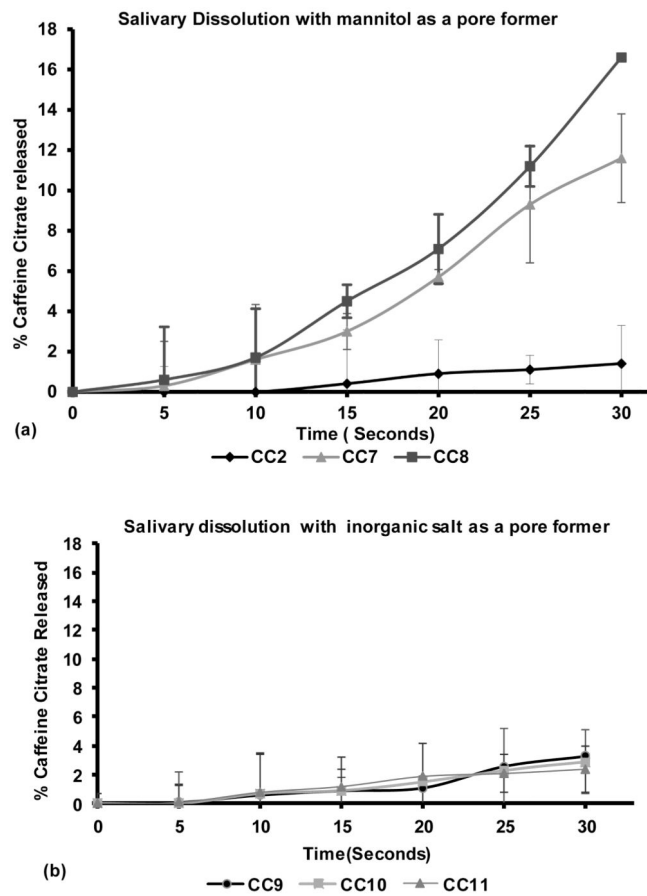 Salivary Dissolution with mannitol as a pore former
% Caffeine Citrate released
18
16
14
12
10
8
6
4
2
0
0 5 10 15 20 25 30
(a)
Time ( Seconds)
CC2 CC7 CC8
Salivary dissolution with inorganic salt as a pore former
% Caffeine Citrate Released
18
16
14
12
10
8
6
4
2
0
0 5 10 15 20 25 30
(b)
Time(Seconds)
CC9 CC10 CC11